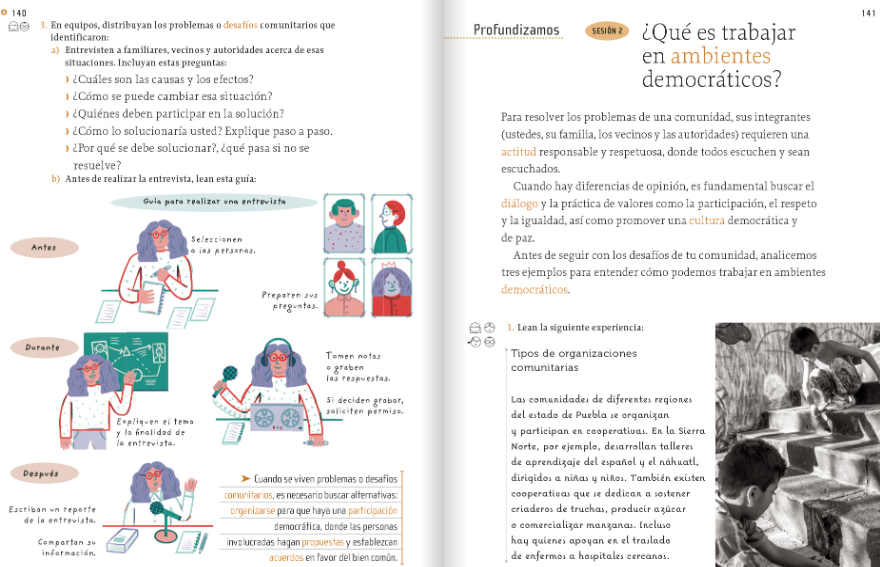 140
3. En equipos, distribuyan los problemas o desafíos comunitarios que
identificaron:
a) Entrevisten a familiares, vecinos y autoridades acerca de esas
situaciones. Incluyan estas preguntas:
¿Cuáles son las causas y los efectos?
¿Cómo se puede cambiar esa situación?
¿Quiénes deben participar en la solución?
¿Cómo lo solucionaría usted? Explique paso a paso.
¿Por qué se debe solucionar?, ¿qué pasa si no se
resuelve?
b) Antes de realizar la entrevista, lean esta guía:
Guía para realizar una entrevista
Antes
Seleccionen
a las personas.
Preparen sus
preguntas.
Durante
Expliquen el tema
y la finalidad de
la entrevista.
Tomen notas
o graben
las respuestas.
Si deciden grabar,
soliciten permiso.
Después
Escriban un reporte
de la entrevista.
Compartan su
información.
Cuando se viven problemas o desafíos
comunitarios, es necesario buscar alternativas:
organizarse para que haya una participación
democrática, donde las personas
involucradas hagan propuestas y establezcan
acuerdos en favor del bien común.
141
Profundizamos
SESIÓN 2
¿Qué es trabajar
en ambientes
democráticos?
Para resolver los problemas de una comunidad, sus integrantes
(ustedes, su familia, los vecinos y las autoridades) requieren una
actitud responsable y respetuosa, donde todos escuchen y sean
escuchados.
Cuando hay diferencias de opinión, es fundamental buscar el
diálogo y la práctica de valores como la participación, el respeto
y la igualdad, así como promover una cultura democrática y
de paz.
Antes de seguir con los desafíos de tu comunidad, analicemos
tres ejemplos para entender cómo podemos trabajar en ambientes
democráticos.
1. Lean la siguiente experiencia:
Tipos de organizaciones
comunitarias
Las comunidades de diferentes regiones
del estado de Puebla se organizan
y participan en cooperativas. En la Sierra
Norte, por ejemplo, desarrollan talleres
de aprendizaje del español y el náhuatl,
dirigidos a niñas y niños. También existen
cooperativas que se dedican a sostener
criaderos de truchas, producir azúcar
o comercializar manzanas. Incluso
hay quienes apoyan en el traslado
de enfermos a hospitales cercanos.